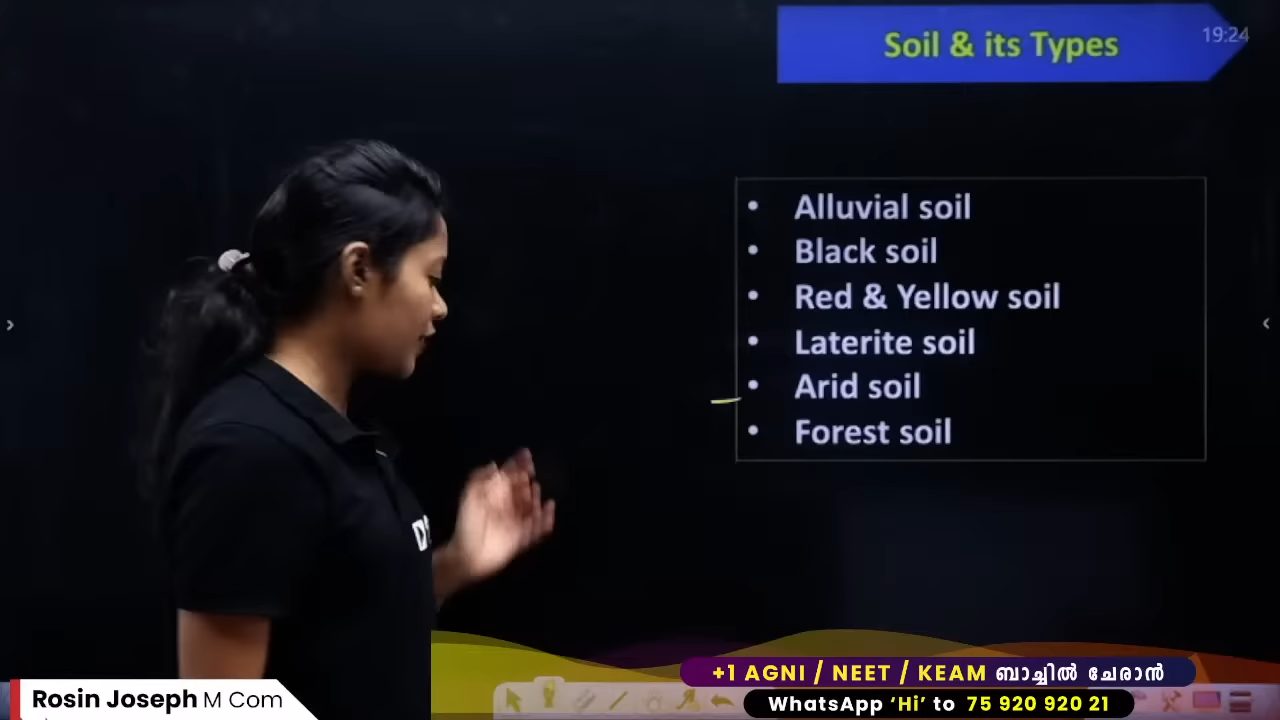 Soil & its Types
19:24
• Alluvial soil
• Black soil
• Red & Yellow soil
• Laterite soil
• Arid soil
• Forest soil
+1 AGNI / NEET / KEAM ബാച്ചിൽ ചേരാൻ
WhatsApp ‘Hi’ to 75 920 920 21
Rosin Joseph M Com